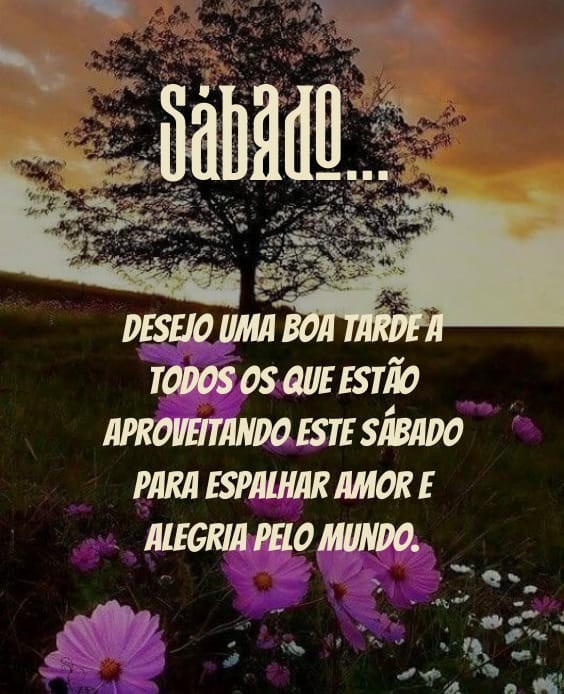 Sábado...
DESEJO UMA BOA TARDE A
TODOS OS QUE ESTÃO
APROVEITANDO ESTE SÁBADO
PARA ESPALHAR AMOR E
ALEGRIA PELO MUNDO.